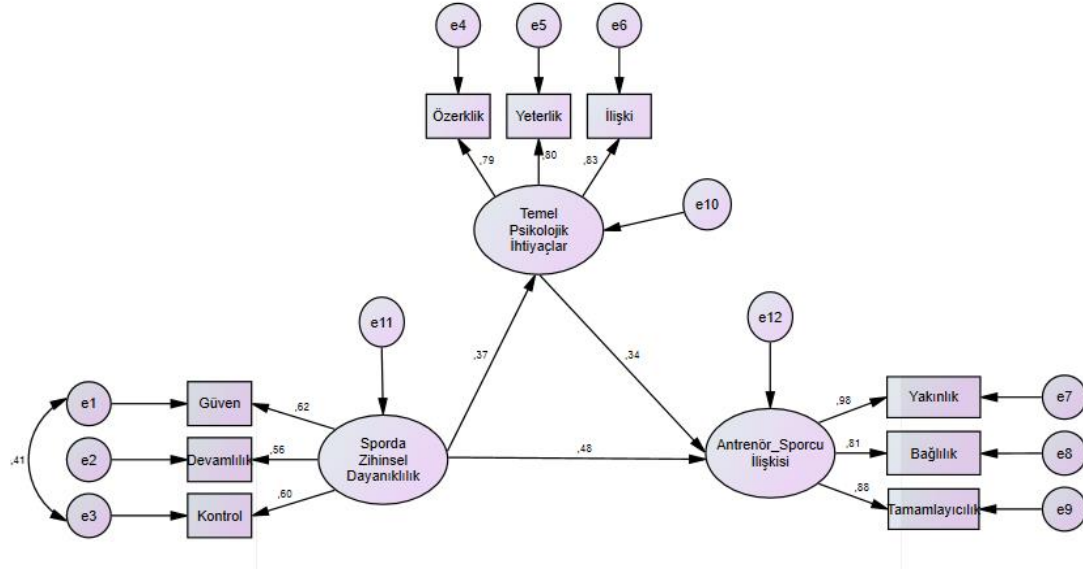 e4
e5
e6
Özerklik
Yeterlik
İlişki
,79
,80
,83
Temel
Psikolojik
İhtiyaçlar
e10
e11
e12
,37
,34
e1
Güven
,62
Yakınlık
e7
,98
,41
e2
Devamlılık
,56
Sporda
Zihinsel
Dayanıklılık
,48
Antrenör_Sporcu
İlişkisi
,81
Bağlılık
e8
e3
Kontrol
,60
,88
Tamamlayıcılık
e9